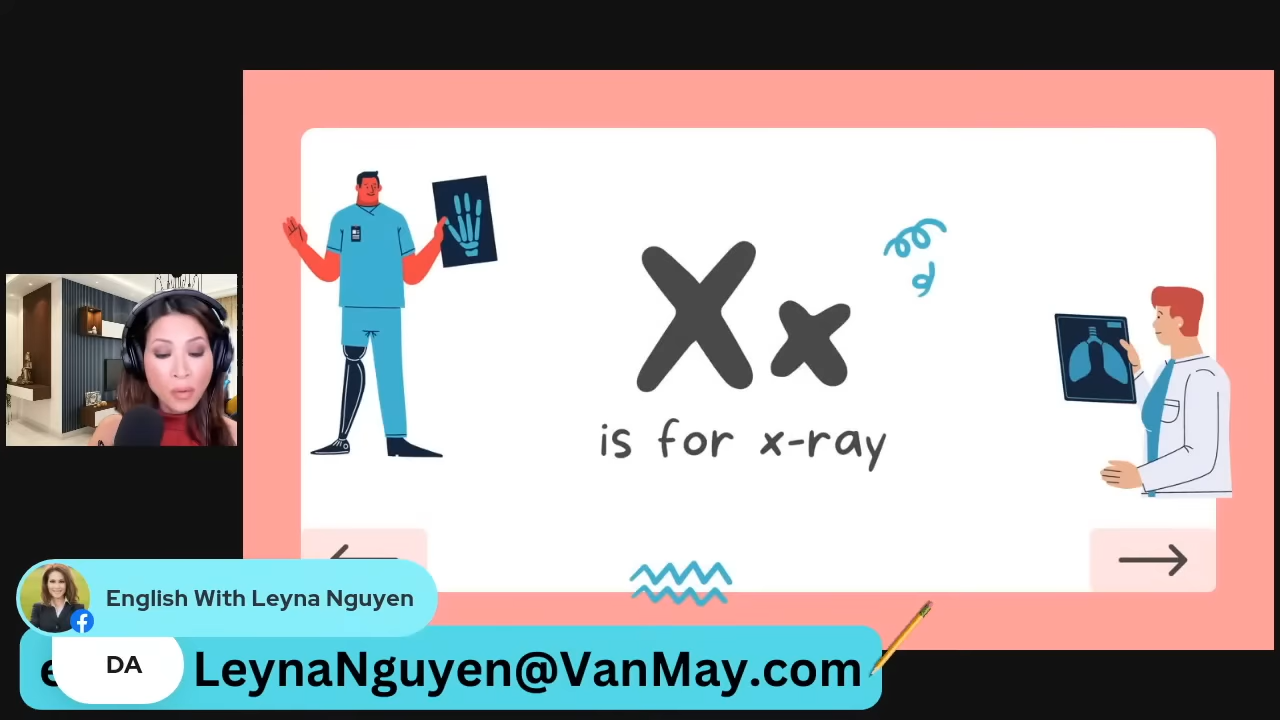 Xx
is for x-ray
English With Leyna Nguyen
DA
LeynaNguyen@VanMay.com